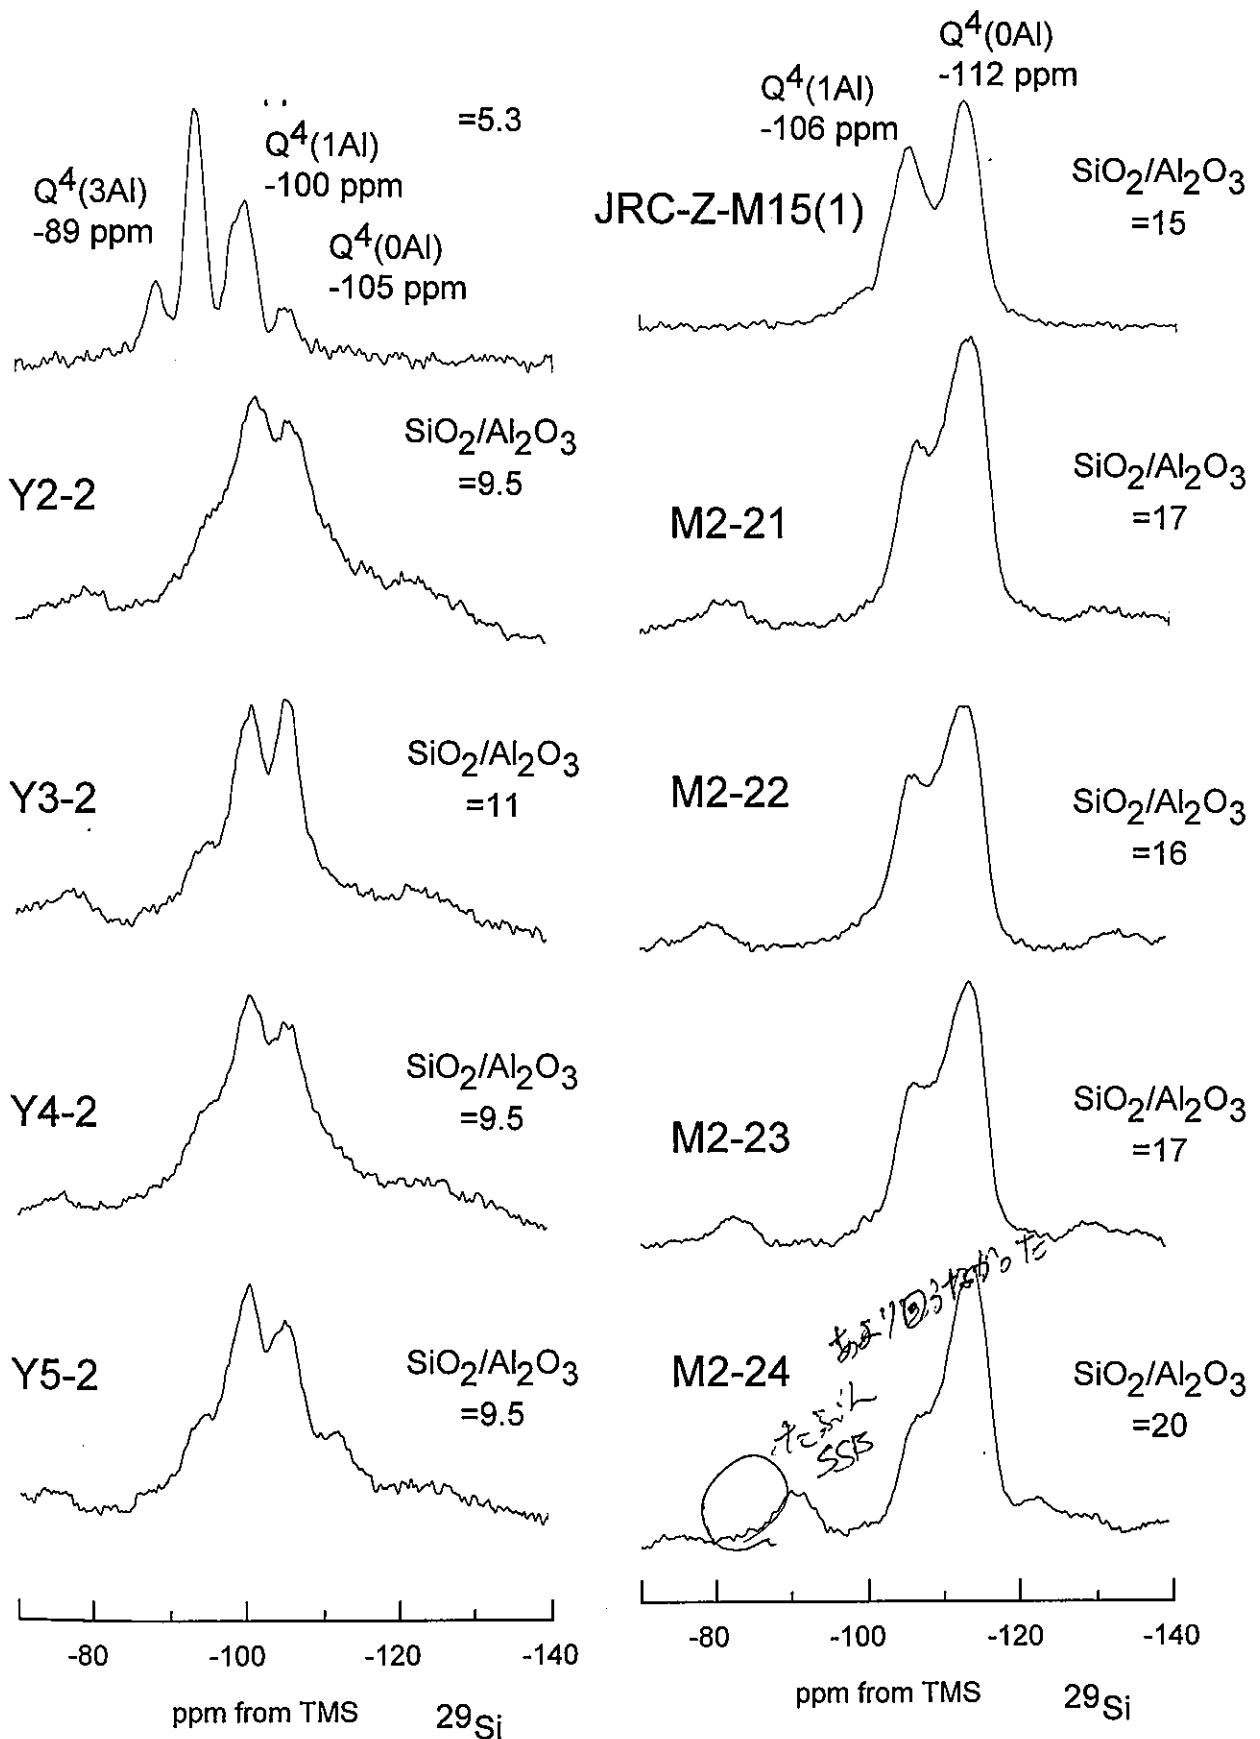 =5.3
Q⁴(1Al)
-100 ppm
Q⁴(3Al)
-89 ppm
Q⁴(0Al)
-105 ppm
Y2-2
SiO₂/Al₂O₃
=9.5
Y3-2
SiO₂/Al₂O₃
=11
Y4-2
SiO₂/Al₂O₃
=9.5
Y5-2
SiO₂/Al₂O₃
=9.5
-80
-100
-120
-140
ppm from TMS
²⁹Si
Q⁴(0Al)
-112 ppm
Q⁴(1Al)
-106 ppm
JRC-Z-M15(1)
SiO₂/Al₂O₃
=15
M2-21
SiO₂/Al₂O₃
=17
M2-22
SiO₂/Al₂O₃
=16
M2-23
SiO₂/Al₂O₃
=17
あまり回らなかった
M2-24
SiO₂/Al₂O₃
=20
SSB
-80
-100
-120
-140
ppm from TMS
²⁹Si